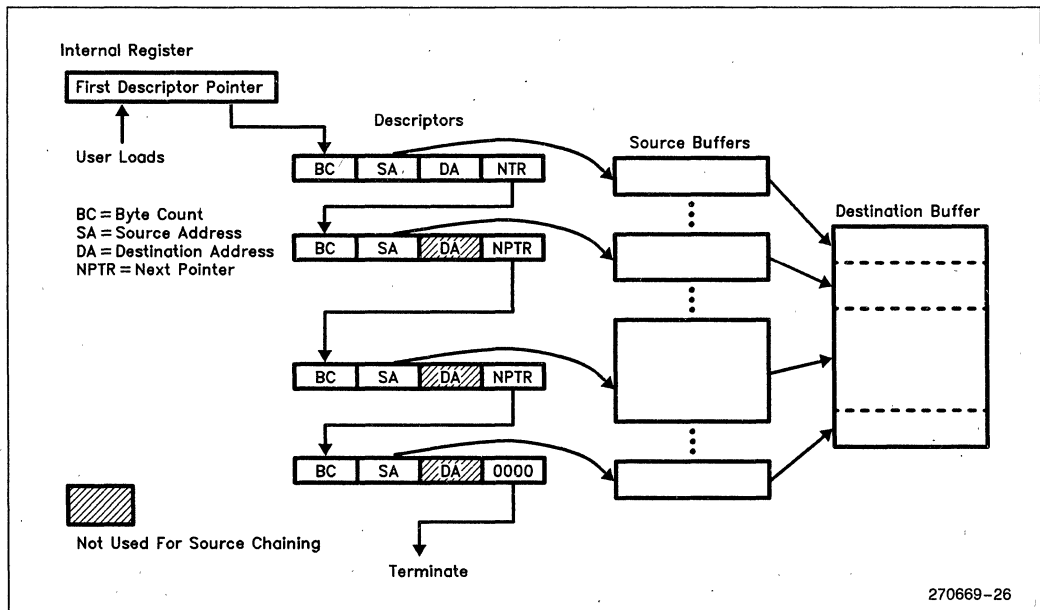 Internal Register
First Descriptor Pointer
User Loads
Descriptors
Source Buffers
Destination Buffer
BC SA DA NTR
BC = Byte Count
SA = Source Address
DA = Destination Address
NPTR = Next Pointer
BC SA DA NPTR
BC SA DA NPTR
BC SA DA 0000
Not Used For Source Chaining
Terminate
270669-26